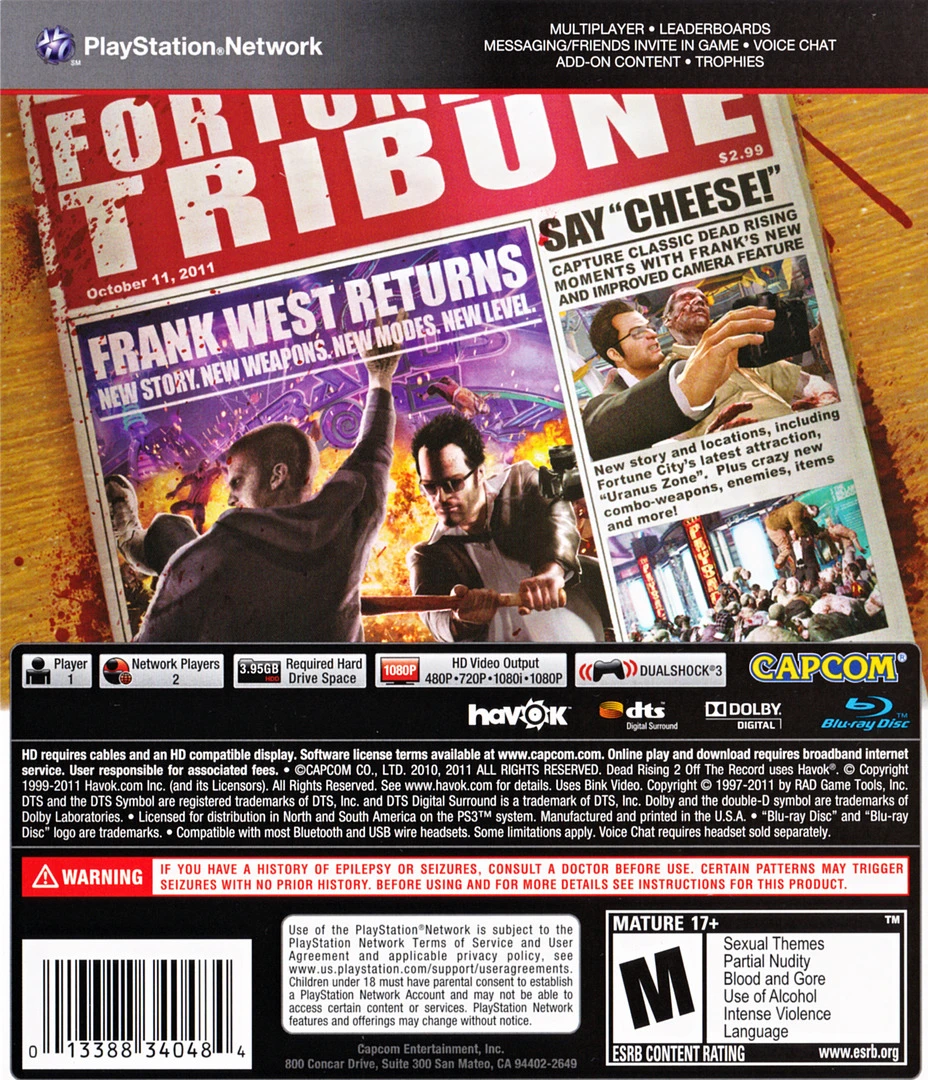 PlayStation®Network
SM
MULTIPLAYER • LEADERBOARDS
MESSAGING/FRIENDS INVITE IN GAME • VOICE CHAT
ADD-ON CONTENT • TROPHIES
FORTUNE
TRIBUNE
$2.99
October 11, 2011
FRANK WEST RETURNS
NEW STORY. NEW WEAPONS. NEW MODES. NEW LEVEL.
SAY “CHEESE!”
CAPTURE CLASSIC DEAD RISING
MOMENTS WITH FRANK’S NEW
AND IMPROVED CAMERA FEATURE
New story and locations, including
Fortune City’s latest attraction,
“Uranus Zone”. Plus crazy new
combo-weapons, enemies, items
and more!
Player
1
Network Players
2
3.95GB
HDD
Required Hard
Drive Space
1080P
HD Video Output
480P•720P•1080i•1080P
DUALSHOCK®3
CAPCOM®
havok™
dts
Digital Surround
DOLBY
DIGITAL
Blu-ray Disc™
HD requires cables and an HD compatible display. Software license terms available at www.capcom.com. Online play and download requires broadband internet
service. User responsible for associated fees. • ©CAPCOM CO., LTD. 2010, 2011 ALL RIGHTS RESERVED. Dead Rising 2 Off The Record uses Havok®. © Copyright
1999-2011 Havok.com Inc. (and its Licensors). All Rights Reserved. See www.havok.com for details. Uses Bink Video. Copyright © 1997-2011 by RAD Game Tools, Inc.
DTS and the DTS Symbol are registered trademarks of DTS, Inc. and DTS Digital Surround is a trademark of DTS, Inc. Dolby and the double-D symbol are trademarks of
Dolby Laboratories. • Licensed for distribution in North and South America on the PS3™ system. Manufactured and printed in the U.S.A. • “Blu-ray Disc” and “Blu-ray
Disc” logo are trademarks. • Compatible with most Bluetooth and USB wire headsets. Some limitations apply. Voice Chat requires headset sold separately.
WARNING
IF YOU HAVE A HISTORY OF EPILEPSY OR SEIZURES, CONSULT A DOCTOR BEFORE USE. CERTAIN PATTERNS MAY TRIGGER
SEIZURES WITH NO PRIOR HISTORY. BEFORE USING AND FOR MORE DETAILS SEE INSTRUCTIONS FOR THIS PRODUCT.
Use of the PlayStation®Network is subject to the
PlayStation Network Terms of Service and User
Agreement and applicable privacy policy, see
www.us.playstation.com/support/useragreements.
Children under 18 must have parental consent to establish
a PlayStation Network Account and may not be able to
access certain content or services. PlayStation Network
features and offerings may change without notice.
Capcom Entertainment, Inc.
800 Concar Drive, Suite 300 San Mateo, CA 94402-2649
0 13388 34048 4
MATURE 17+ ™
M
Sexual Themes
Partial Nudity
Blood and Gore
Use of Alcohol
Intense Violence
Language
ESRB CONTENT RATING www.esrb.org